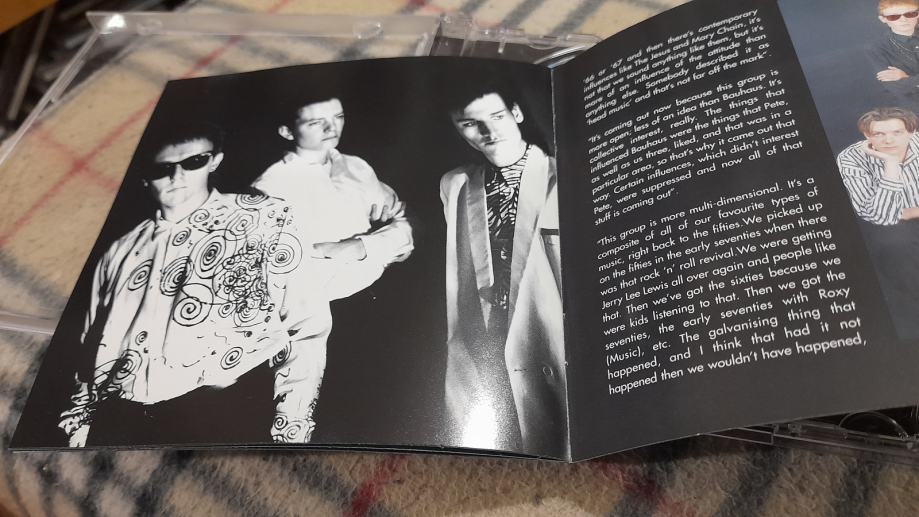 '66 or '67 and then there's contemporary
influences like The Jesus and Mary Chain, it's
not that we sound anything like them, but it's
more of an influence of the attitude than
anything else. Somebody described it as
'head music' and that's not far off the mark".
"It's coming out now because this group is
more open, less of an idea than Bauhaus. It's
collective interest, really. The things that
influenced Bauhaus were the things that Pete,
as well as us three, liked, and that was in a
particular area, so that's why it came out that
way. Certain influences, which didn't interest
Pete, were suppressed and now all of that
stuff is coming out".
"This group is more multi-dimensional. It's a
composite of all of our favourite types of
music, right back to the fifties. We picked up
on the fifties in the early seventies when there
was that rock 'n' roll revival. We were getting
Jerry Lee Lewis all over again and people like
that. Then we've got the sixties because we
were kids listening to that. Then we got the
seventies, the early seventies with Roxy
(Music), etc. The galvanising thing that
happened, and I think that had it not
happened then we wouldn't have happened,